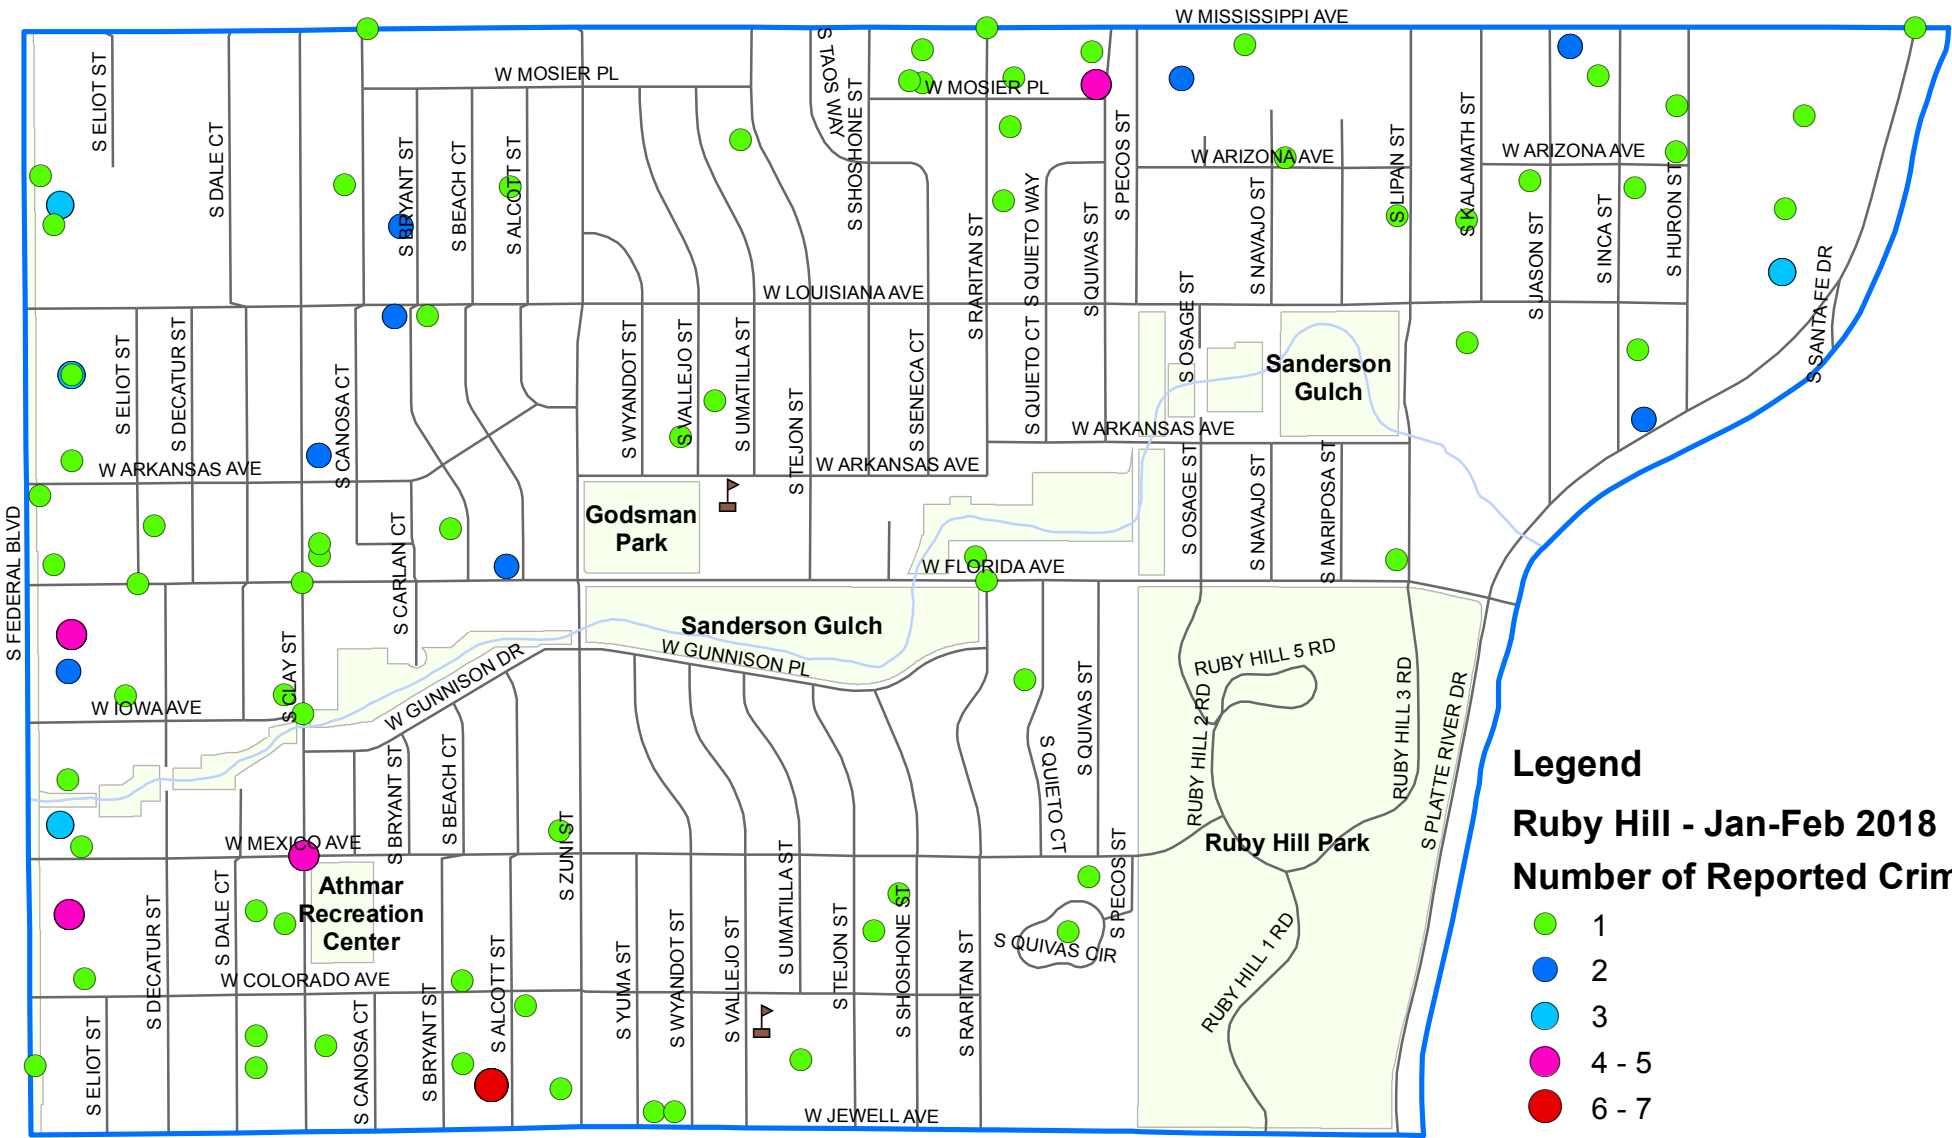 W MISSISSIPPI AVE
S ELIOT ST
S DALE CT
W MOSIER PL
S BRYANT ST
S BEACH CT
S ALCOTT ST
S TAOS WAY
S SHOSHONE ST
W MOSIER PL
S RARITAN ST
S QUIETO WAY
S QUIVAS ST
S PECOS ST
W ARIZONA AVE
S NAVAJO ST
S LIPAN ST
S KALAMATH ST
W ARIZONA AVE
S JASON ST
S INCA ST
S HURON ST
S SANTA FE DR
W LOUISIANA AVE
S ELIOT ST
S DECATUR ST
S CANOSA CT
S WYANDOT ST
S VALLEJO ST
S UMATILLA ST
S TEJON ST
S SENECA CT
S QUIETO CT
S OSAGE ST
Sanderson
Gulch
W ARKANSAS AVE
W ARKANSAS AVE
W ARKANSAS AVE
S FEDERAL BLVD
S CARLAN CT
Godsman
Park
W FLORIDA AVE
S OSAGE ST
S NAVAJO ST
S MARIPOSA ST
Sanderson Gulch
W GUNNISON PL
W GUNNISON DR
S CLAY ST
W IOWA AVE
S QUIVAS ST
S QUIETO CT
RUBY HILL 5 RD
RUBY HILL 2 RD
RUBY HILL 3 RD
S PLATTE RIVER DR
S BRYANT ST
S BEACH CT
S ZUNI ST
W MEXICO AVE
Ruby Hill Park
S PECOS ST
Athmar
Recreation
Center
S DECATUR ST
S DALE CT
W COLORADO AVE
S ALCOTT ST
S YUMA ST
S WYANDOT ST
S VALLEJO ST
S UMATILLA ST
S TEJON ST
S SHOSHONE ST
S RARITAN ST
S QUIVAS CIR
RUBY HILL 1 RD
S ELIOT ST
S CANOSA CT
S BRYANT ST
W JEWELL AVE
Legend
Ruby Hill - Jan-Feb 2018
Number of Reported Crim
1
2
3
4 - 5
6 - 7